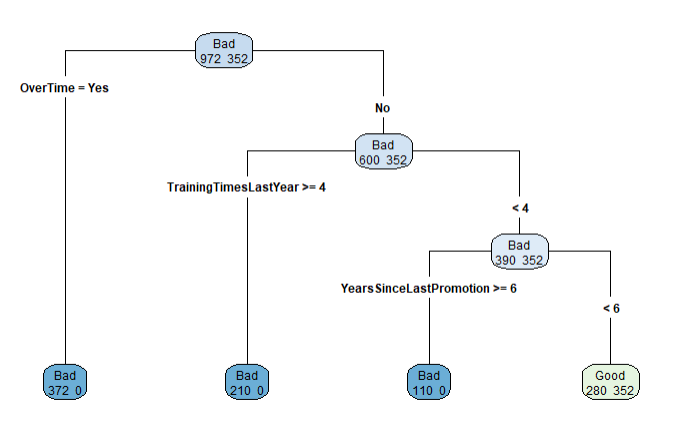 Bad
972 352
OverTime = Yes
No
Bad
600 352
TrainingTimesLastYear >= 4
< 4
Bad
390 352
YearsSinceLastPromotion >= 6
< 6
Bad
372 0
Bad
210 0
Bad
110 0
Good
280 352